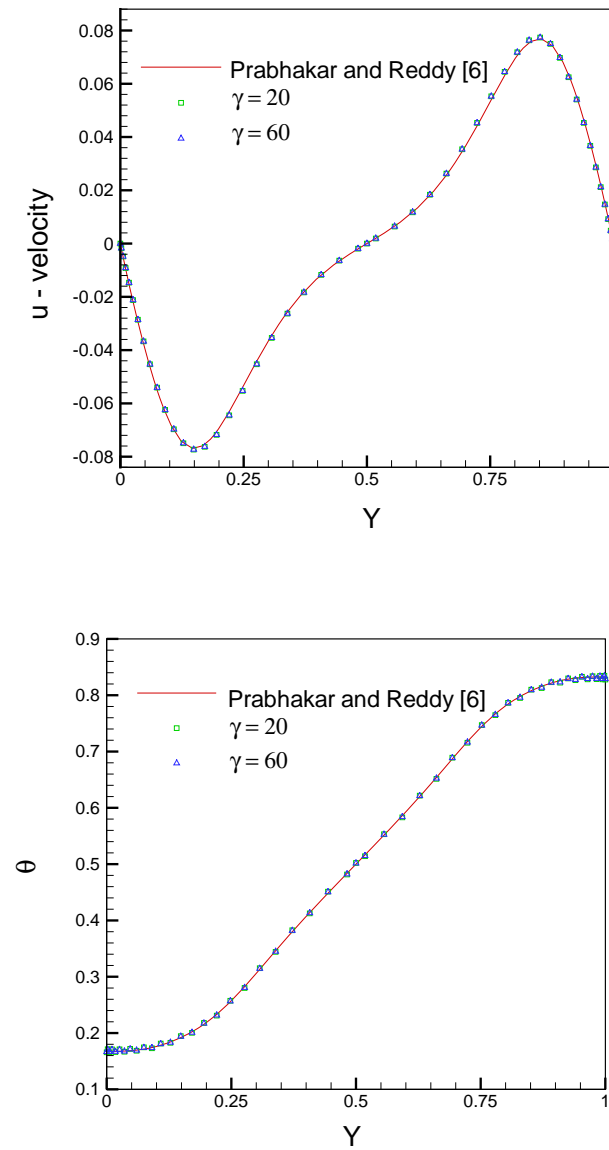 0.08
0.06
0.04
0.02
0
-0.02
-0.04
-0.06
-0.08
u - velocity
Prabhakar and Reddy [6]
γ = 20
γ = 60
0
0.25
0.5
0.75
Y
0.9
0.8
0.7
0.6
0.5
0.4
0.3
0.2
0.1
θ
Prabhakar and Reddy [6]
γ = 20
γ = 60
0
0.25
0.5
0.75
1
Y